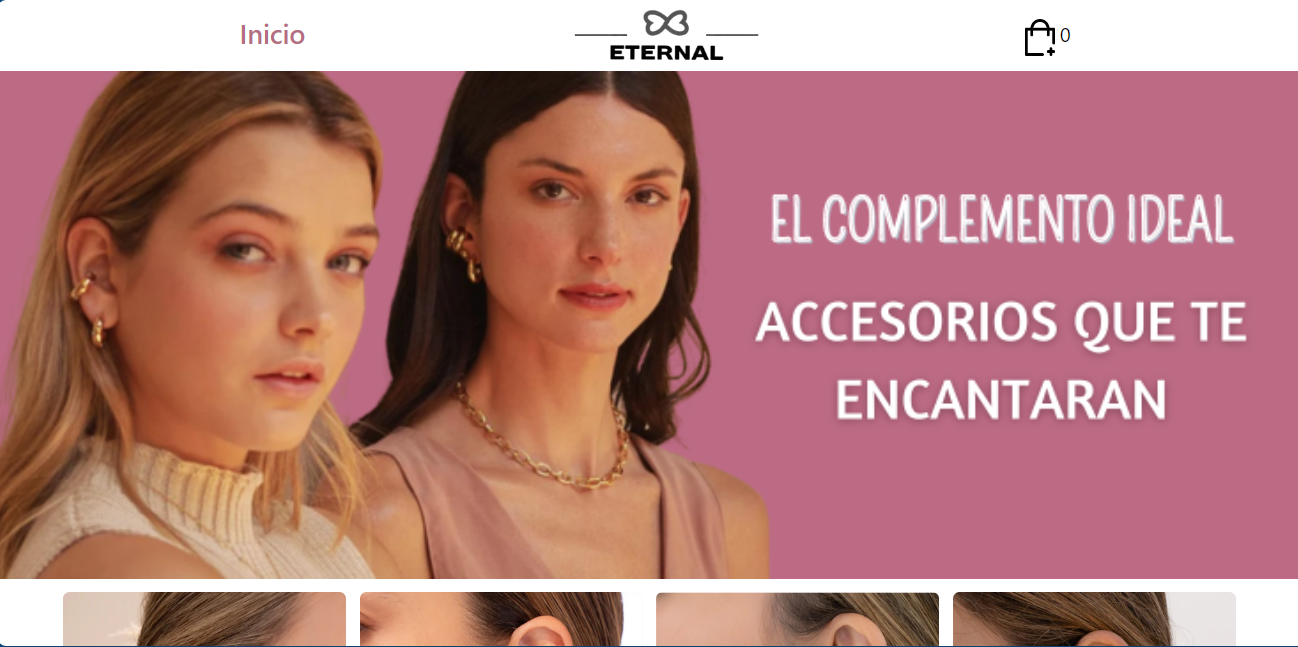 Inicio
ETERNAL
0
EL COMPLEMENTO IDEAL
ACCESORIOS QUE TE
ENCANTARAN